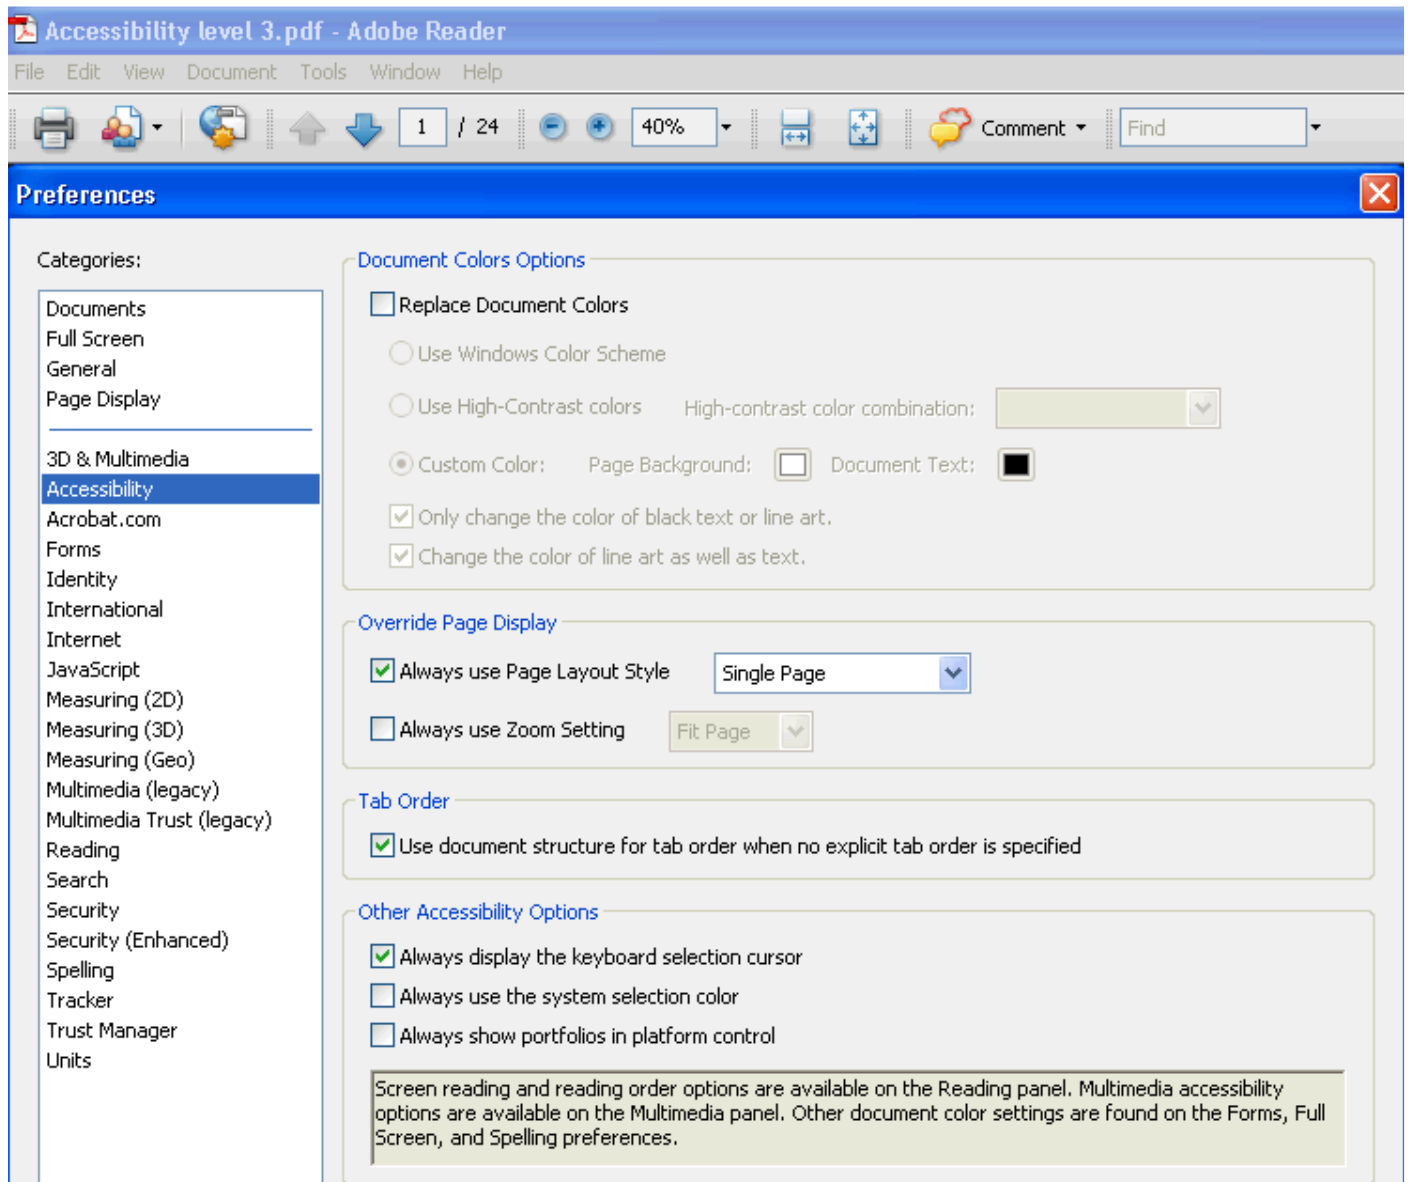 Accessibility level 3.pdf - Adobe Reader
File Edit View Document Tools Window Help
1 / 24 40% Comment Find
Preferences
Categories:
Documents
Full Screen
General
Page Display
3D & Multimedia
Accessibility
Acrobat.com
Forms
Identity
International
Internet
JavaScript
Measuring (2D)
Measuring (3D)
Measuring (Geo)
Multimedia (legacy)
Multimedia Trust (legacy)
Reading
Search
Security
Security (Enhanced)
Spelling
Tracker
Trust Manager
Units
Document Colors Options
Replace Document Colors
Use Windows Color Scheme
Use High-Contrast colors High-contrast color combination:
Custom Color: Page Background: Document Text:
Only change the color of black text or line art.
Change the color of line art as well as text.
Override Page Display
Always use Page Layout Style Single Page
Always use Zoom Setting Fit Page
Tab Order
Use document structure for tab order when no explicit tab order is specified
Other Accessibility Options
Always display the keyboard selection cursor
Always use the system selection color
Always show portfolios in platform control
Screen reading and reading order options are available on the Reading panel. Multimedia accessibility
options are available on the Multimedia panel. Other document color settings are found on the Forms, Full
Screen, and Spelling preferences.